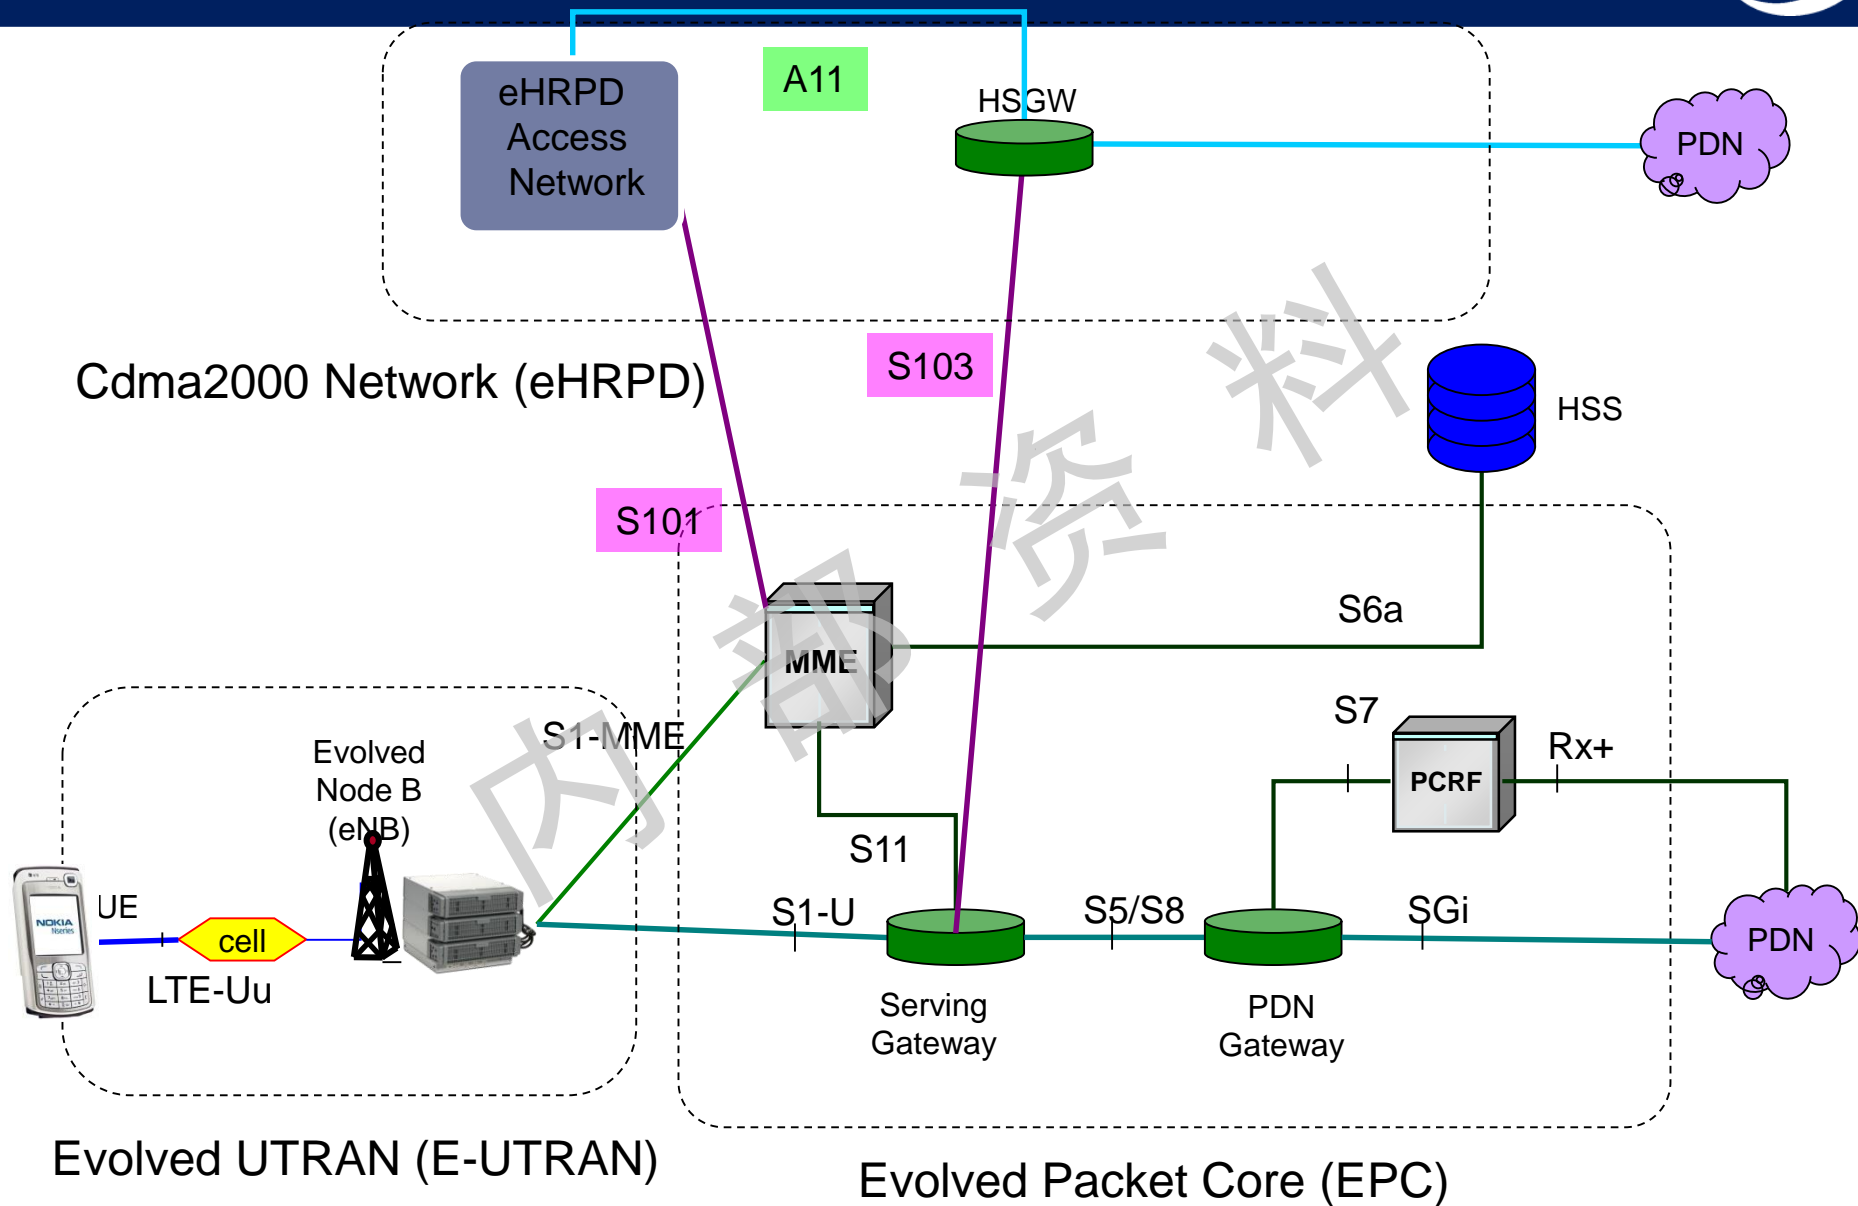 eHRPD
Access
Network
A11
HSGW
PDN
Cdma2000 Network (eHRPD)
S103
HSS
S101
S6a
MME
S7
Rx+
PCRF
S1-MME
Evolved
Node B
(eNB)
S11
UE
NOKIA
Nseries
cell
LTE-Uu
S1-U
S5/S8
SGi
PDN
Serving
Gateway
PDN
Gateway
Evolved UTRAN (E-UTRAN)
Evolved Packet Core (EPC)
内部资料